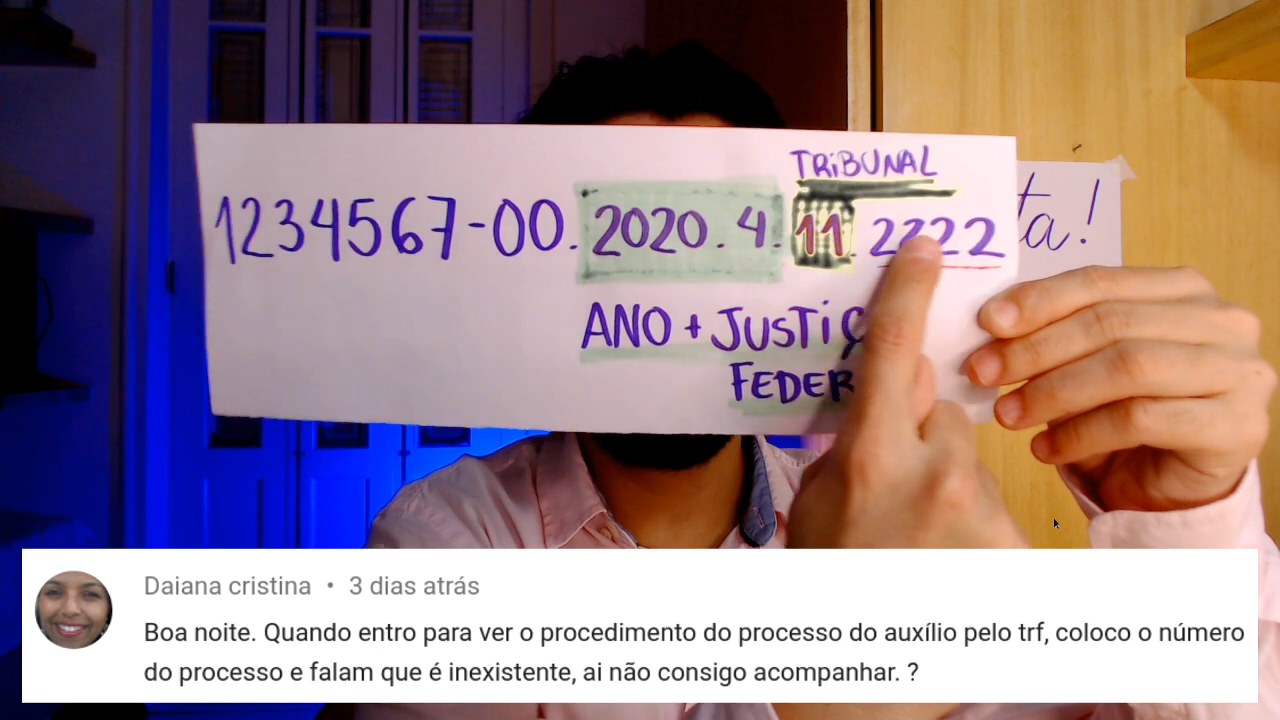 TRiBUNAL
1234567-00.2020.4.11.2222
ta!
ANO + JUSTiÇ
FEDER
Daiana cristina • 3 dias atrás
Boa noite. Quando entro para ver o procedimento do processo do auxílio pelo trf, coloco o número
do processo e falam que é inexistente, ai não consigo acompanhar. ?